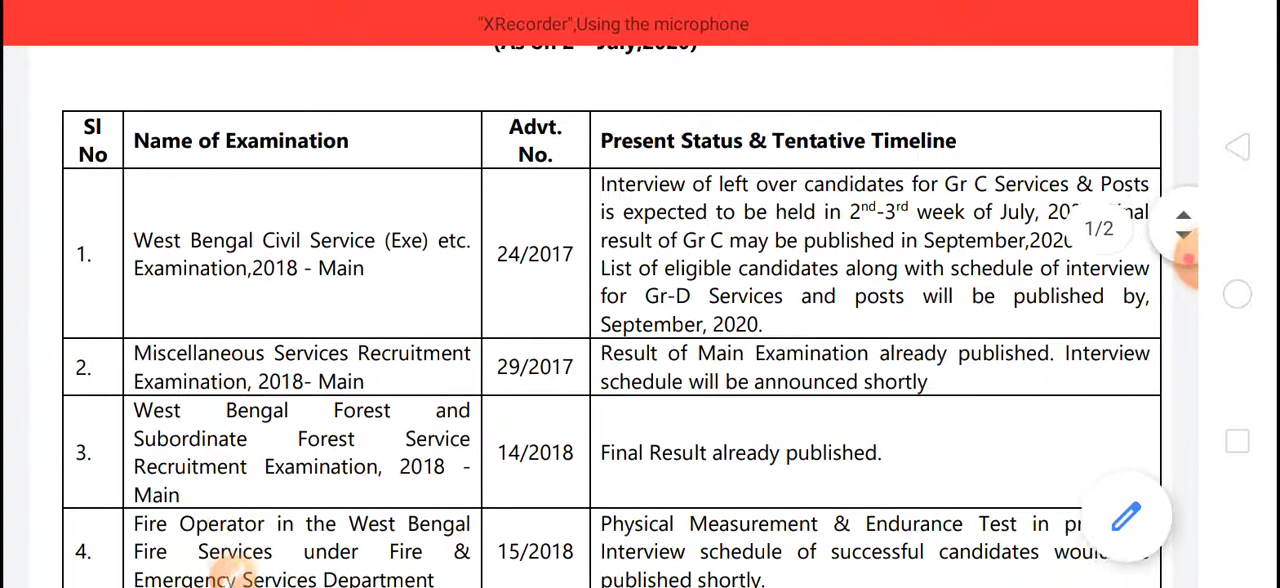 "XRecorder",Using the microphone
(As on 2 July,2020)
Sl No
Name of Examination
Advt. No.
Present Status & Tentative Timeline
1.
West Bengal Civil Service (Exe) etc.
Examination,2018 - Main
24/2017
Interview of left over candidates for Gr C Services & Posts
is expected to be held in 2nd-3rd week of July,
result of Gr C may be published in September,2020
List of eligible candidates along with schedule of interview
for Gr-D Services and posts will be published by,
September, 2020.
1/2
2.
Miscellaneous Services Recruitment
Examination, 2018- Main
29/2017
Result of Main Examination already published. Interview
schedule will be announced shortly
3.
West Bengal Forest and
Subordinate Forest Service
Recruitment Examination, 2018 -
Main
14/2018
Final Result already published.
4.
Fire Operator in the West Bengal
Fire Services under Fire &
Emergency Services Department
15/2018
Physical Measurement & Endurance Test in
Interview schedule of successful candidates
published shortly.